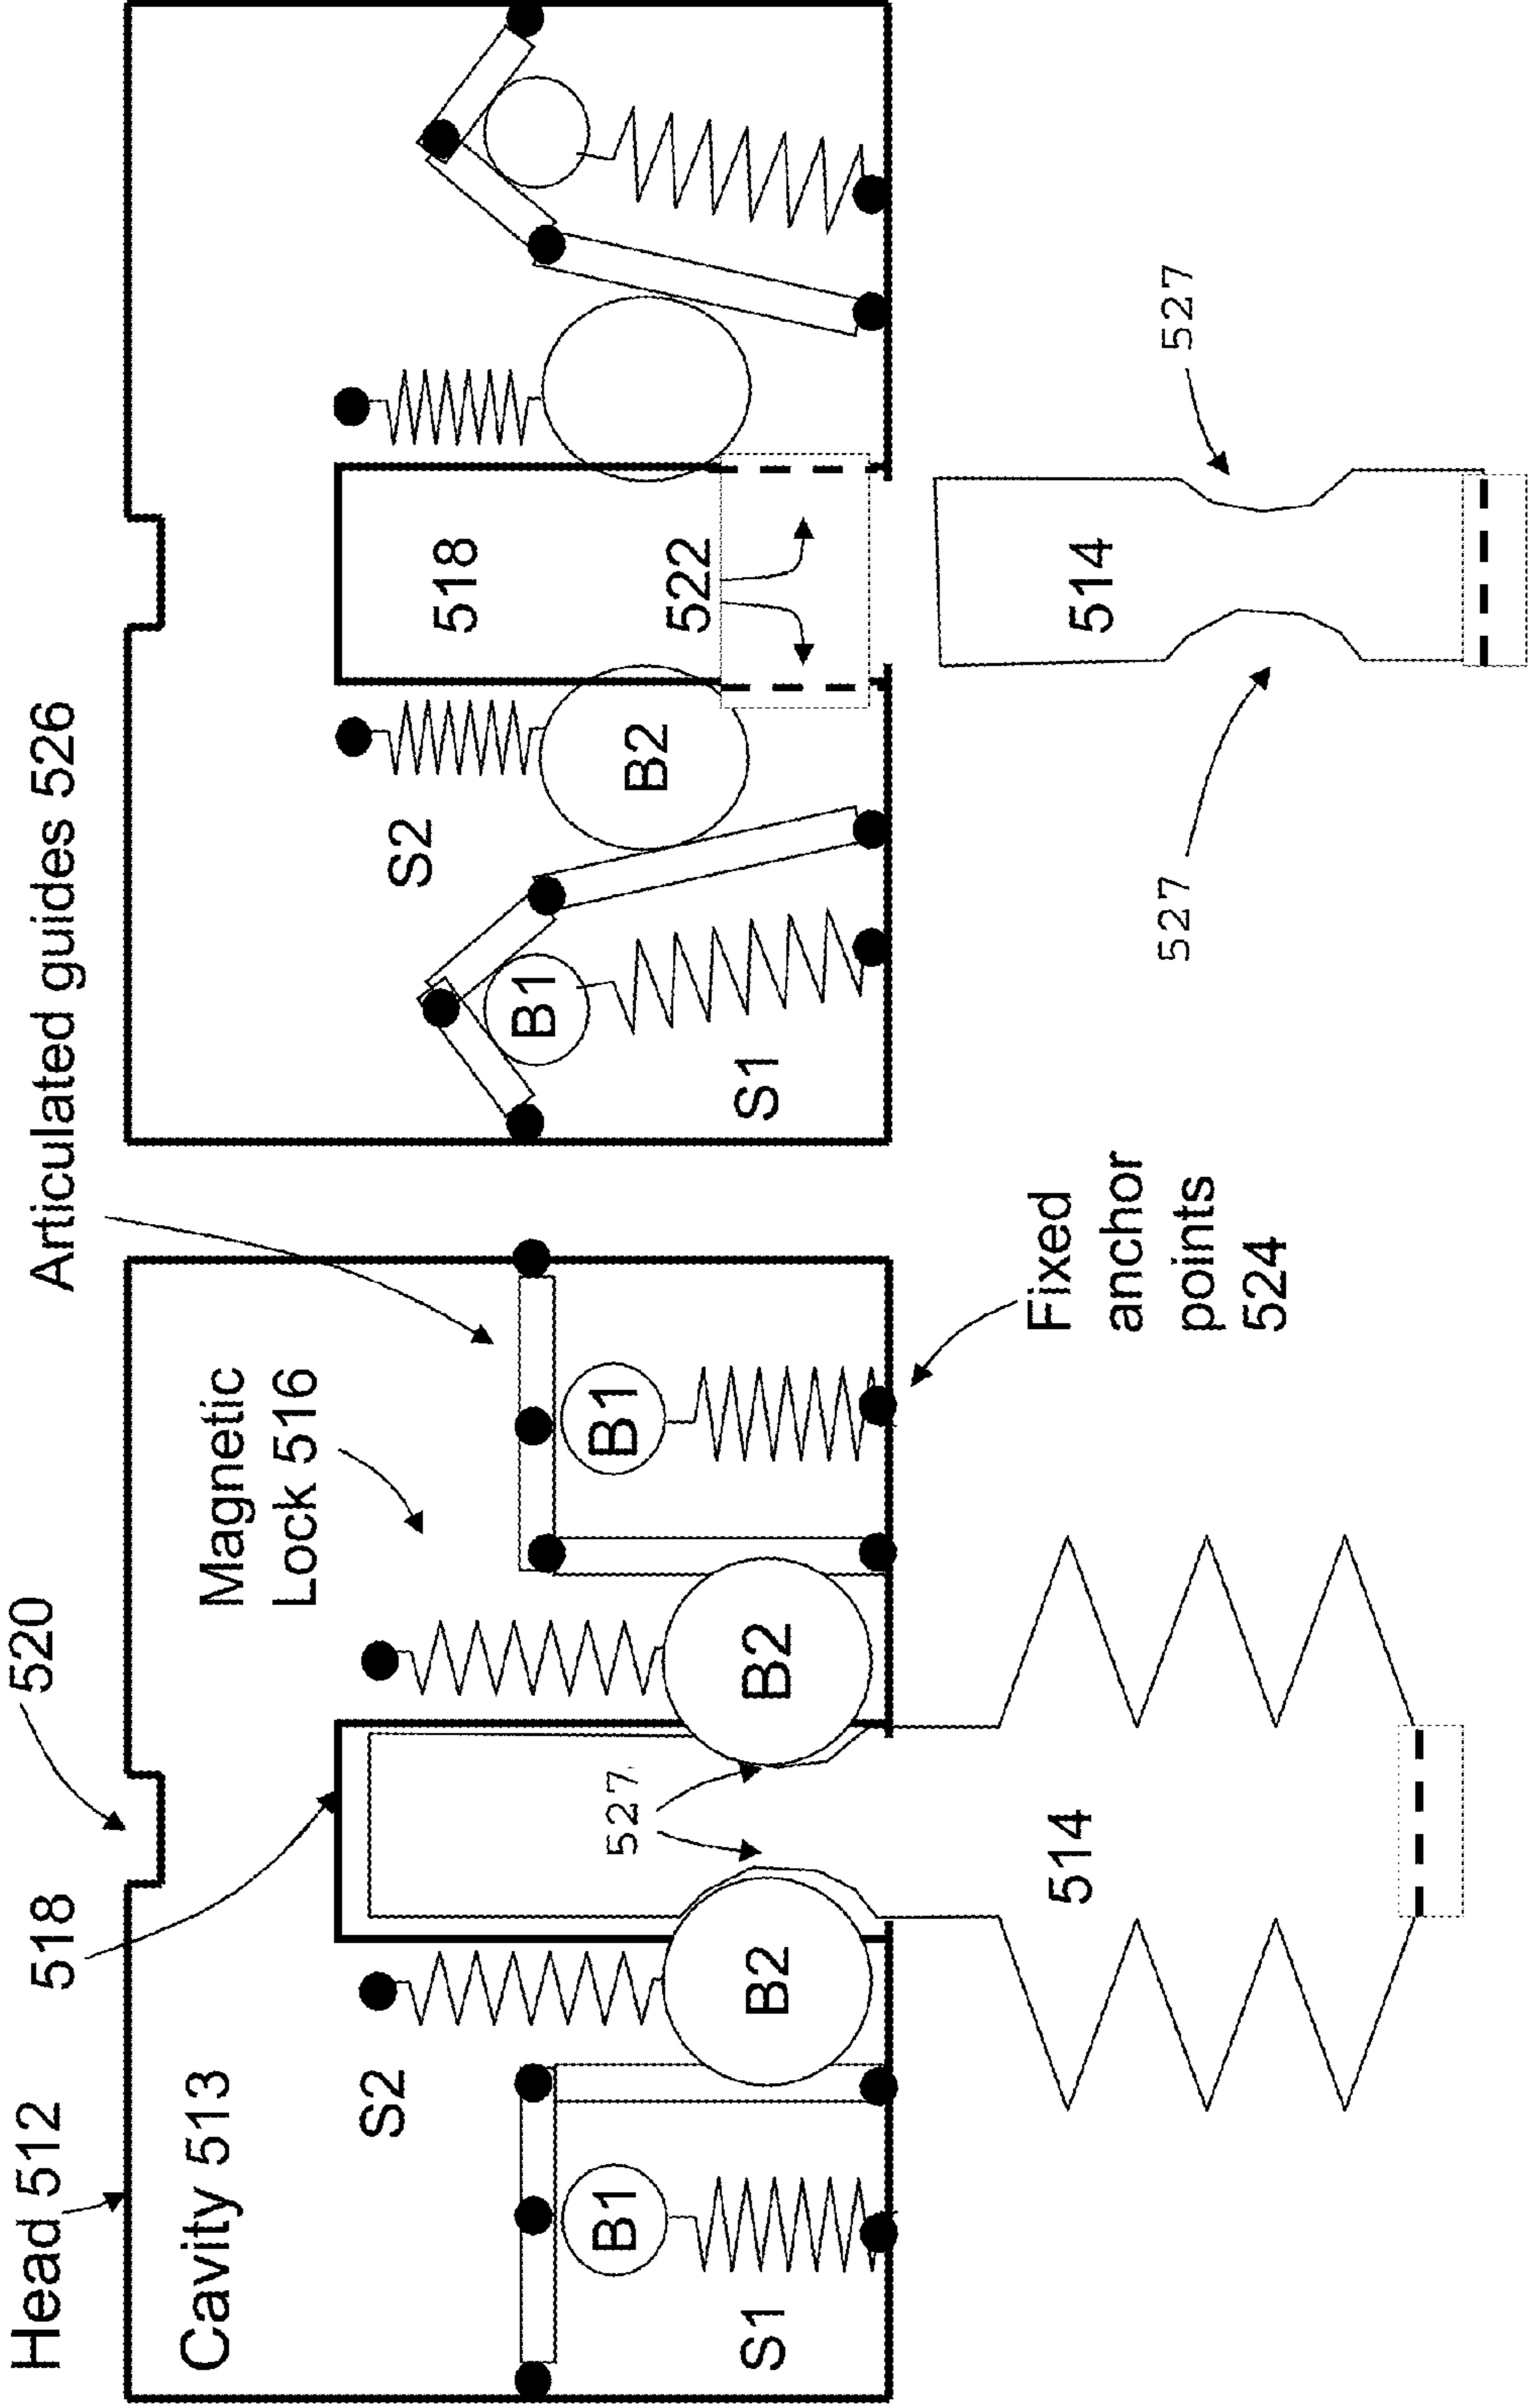 Head 512
518
520
Articulated guides 526
Cavity 513
Magnetic
Lock 516
S2
S1
B1
B2
527
B2
B1
514
Fixed
anchor
points
524
S2
518
522
B1
B2
S1
514
527
527